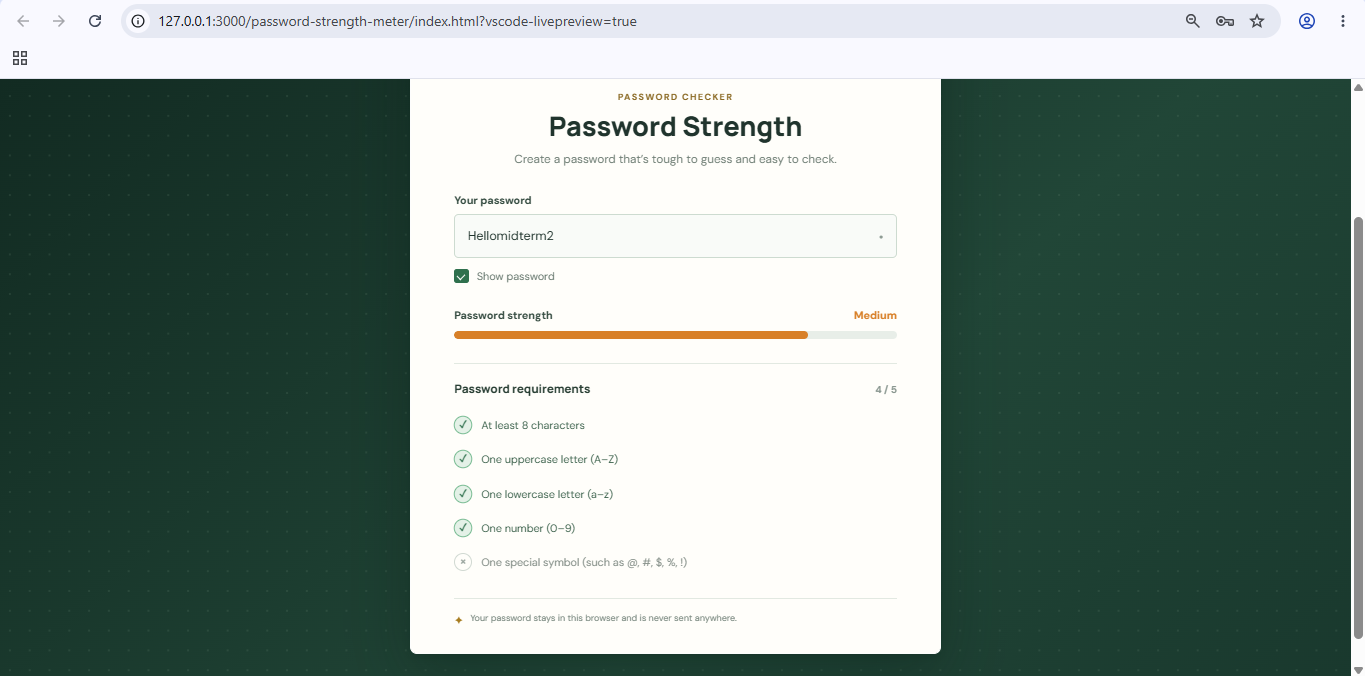 127.0.0.1:3000/password-strength-meter/index.html?vscode-livepreview=true
PASSWORD CHECKER
Password Strength
Create a password that's tough to guess and easy to check.
Your password
Hellomidterm2
Show password
Password strength Medium
Password requirements 4 / 5
At least 8 characters
One uppercase letter (A–Z)
One lowercase letter (a–z)
One number (0–9)
One special symbol (such as @, #, $, %, !)
Your password stays in this browser and is never sent anywhere.